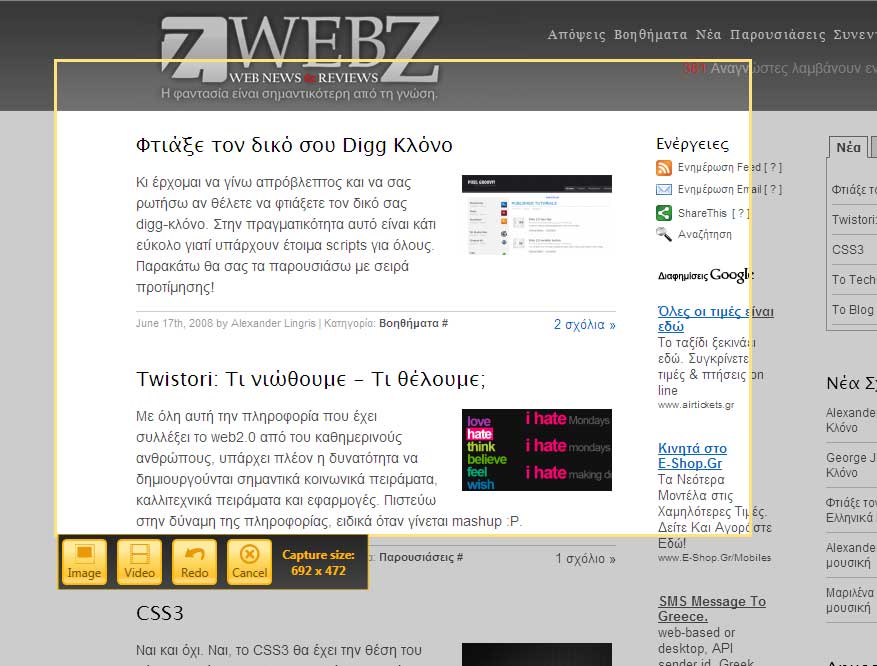 WEBZ
WEB NEWS & REVIEWS
Η φαντασία είναι σημαντικότερη από τη γνώση.
Απόψεις Βοηθήματα Νέα Παρουσιάσεις Συνεντ
361 Αναγνώστες λαμβάνουν εν
Φτιάξε τον δικό σου Digg Κλόνο
Κι έρχομαι να γίνω απρόβλεπτος και να σας
ρωτήσω αν θέλετε να φτιάξετε τον δικό σας
digg-κλόνο. Στην πραγματικότητα αυτό είναι κάτι
εύκολο γιατί υπάρχουν έτοιμα scripts για όλους.
Παρακάτω θα σας τα παρουσιάσω με σειρά
προτίμησης!
PIXEL GROOVY!
PUBLISHED TUTORIALS
June 17th, 2008 by Alexander Lingris | Κατηγορία: Βοηθήματα #
2 σχόλια »
Twistori: Τι νιώθουμε – Τι θέλουμε;
Με όλη αυτή την πληροφορία που έχει
συλλέξει το web2.0 από του καθημερινούς
ανθρώπους, υπάρχει πλέον η δυνατότητα να
δημιουργούνται σημαντικά κοινωνικά πειράματα,
καλλιτεχνικά πειράματα και εφαρμογές. Πιστεύω
στην δύναμη της πληροφορίας, ειδικά όταν γίνεται mashup :P.
love
hate
think
believe
feel
wish
i hate Mondays
i hate mondays
i hate making do
α: Παρουσιάσεις #
1 σχόλιο »
Image
Video
Redo
Cancel
Capture size:
692 x 472
CSS3
Ναι και όχι. Ναι, το CSS3 θα έχει την θέση του
Ενέργειες
Ενημέρωση Feed [ ? ]
Ενημέρωση Email [ ? ]
ShareThis [ ? ]
Αναζήτηση
Διαφημίσεις Google
Όλες οι τιμές είναι
εδώ
Το ταξίδι ξεκινάει
εδώ. Συγκρίνετε
τιμές & πτήσεις on
line
www.airtickets.gr
Κινητά στο
E-Shop.Gr
Τα Νεότερα
Μοντέλα στις
Χαμηλότερες Τιμές.
Δείτε Και Αγοράστε
Εδώ!
www.E-Shop.Gr/Mobiles
SMS Message To
Greece.
web-based or
desktop, API
sender id, Greek
Νέα
Φτιάξε το
Twistori:
CSS3
Το Tech
Το Blog
Νέα Σχ
Alexande
Κλόνο
George J
Κλόνο
Φτιάξε τον
Ελληνικά
Alexande
μουσική
Μαριλένα
μουσική